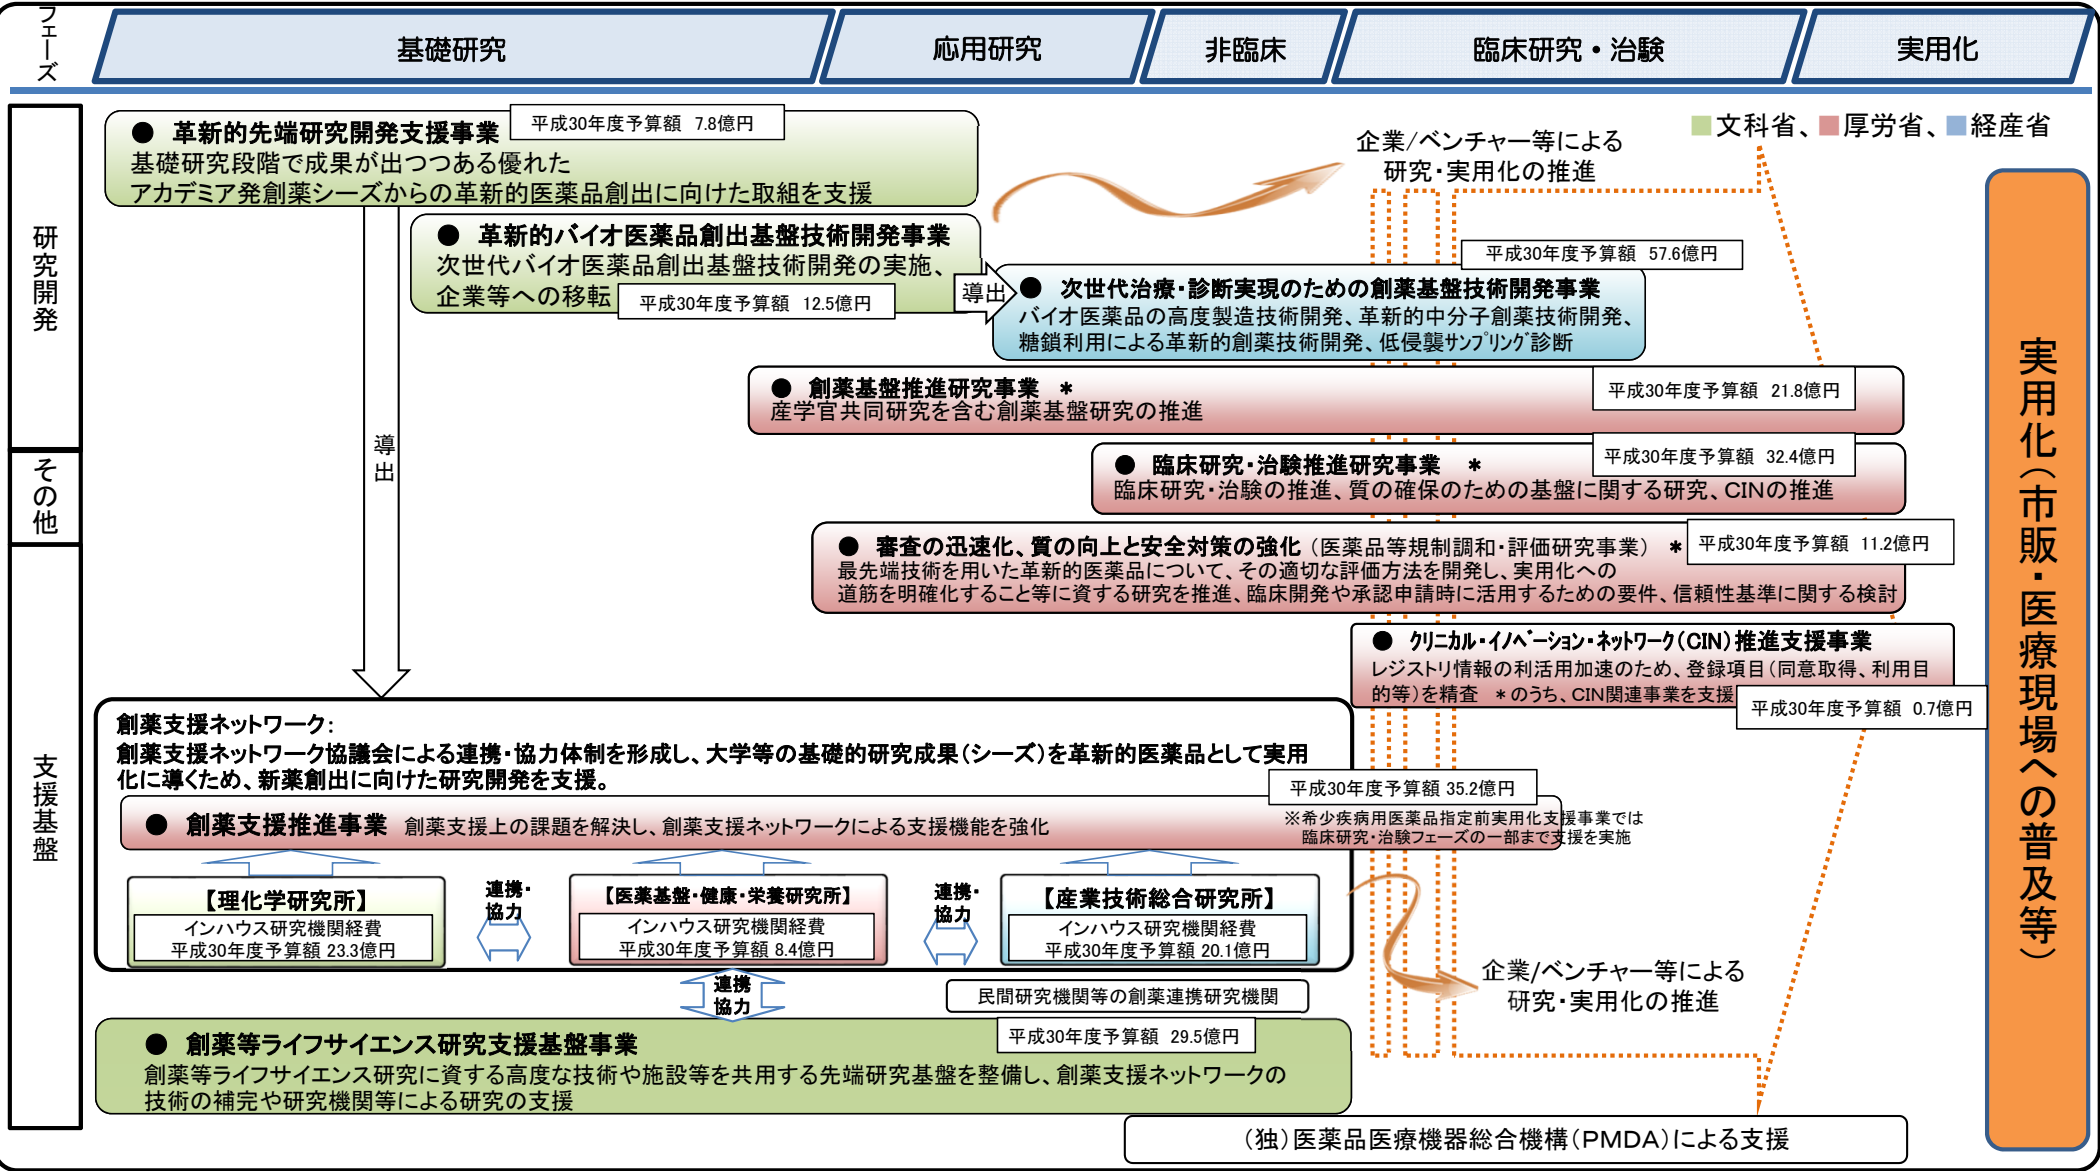 フェーズ
基礎研究
応用研究
非臨床
臨床研究・治験
実用化
研究開発
その他
支援基盤
■文科省、■厚労省、■経産省
● 革新的先端研究開発支援事業
平成30年度予算額 7.8億円
基礎研究段階で成果が出つつある優れた
アカデミア発創薬シーズからの革新的医薬品創出に向けた取組を支援
企業/ベンチャー等による
研究・実用化の推進
● 革新的バイオ医薬品創出基盤技術開発事業
次世代バイオ医薬品創出基盤技術開発の実施、
企業等への移転
平成30年度予算額 12.5億円
導出
平成30年度予算額 57.6億円
● 次世代治療・診断実現のための創薬基盤技術開発事業
バイオ医薬品の高度製造技術開発、革新的中分子創薬技術開発、
糖鎖利用による革新的創薬技術開発、低侵襲サンプリング診断
● 創薬基盤推進研究事業 *
平成30年度予算額 21.8億円
産学官共同研究を含む創薬基盤研究の推進
導出
● 臨床研究・治験推進研究事業 *
平成30年度予算額 32.4億円
臨床研究・治験の推進、質の確保のための基盤に関する研究、CINの推進
● 審査の迅速化、質の向上と安全対策の強化（医薬品等規制調和・評価研究事業） *
平成30年度予算額 11.2億円
最先端技術を用いた革新的医薬品について、その適切な評価方法を開発し、実用化への
道筋を明確化すること等に資する研究を推進、臨床開発や承認申請時に活用するための要件、信頼性基準に関する検討
● クリニカル・イノベーション・ネットワーク（CIN）推進支援事業
レジストリ情報の利活用加速のため、登録項目（同意取得、利用目
的等）を精査 *のうち、CIN関連事業を支援
平成30年度予算額 0.7億円
創薬支援ネットワーク：
創薬支援ネットワーク協議会による連携・協力体制を形成し、大学等の基礎的研究成果（シーズ）を革新的医薬品として実用
化に導くため、新薬創出に向けた研究開発を支援。
平成30年度予算額 35.2億円
● 創薬支援推進事業 創薬支援上の課題を解決し、創薬支援ネットワークによる支援機能を強化
※希少疾病用医薬品指定前実用化支援事業では
臨床研究・治験フェーズの一部まで支援を実施
【理化学研究所】
インハウス研究機関経費
平成30年度予算額 23.3億円
連携・
協力
【医薬基盤・健康・栄養研究所】
インハウス研究機関経費
平成30年度予算額 8.4億円
連携・
協力
【産業技術総合研究所】
インハウス研究機関経費
平成30年度予算額 20.1億円
企業/ベンチャー等による
研究・実用化の推進
連携
協力
民間研究機関等の創薬連携研究機関
● 創薬等ライフサイエンス研究支援基盤事業
平成30年度予算額 29.5億円
創薬等ライフサイエンス研究に資する高度な技術や施設等を共用する先端研究基盤を整備し、創薬支援ネットワークの
技術の補完や研究機関等による研究の支援
（独）医薬品医療機器総合機構（PMDA）による支援
実用化（市販・医療現場への普及等）